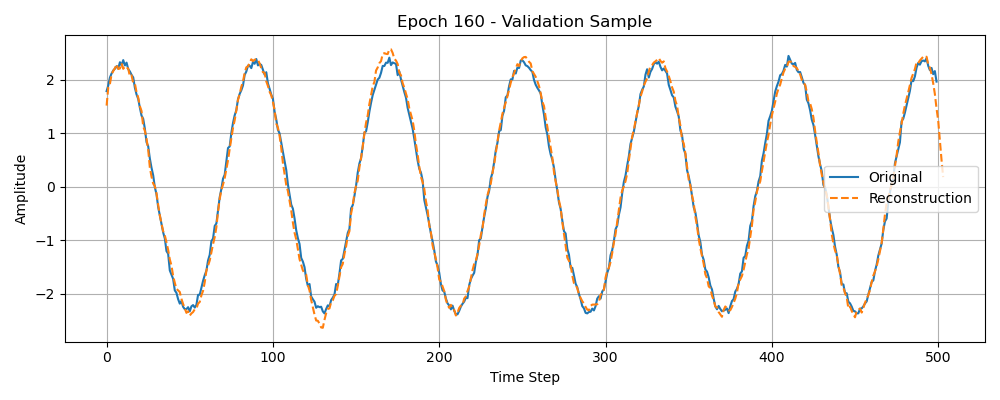 Epoch 160 - Validation Sample
Amplitude
2
1
0
−1
−2
Original
Reconstruction
0
100
200
300
400
500
Time Step